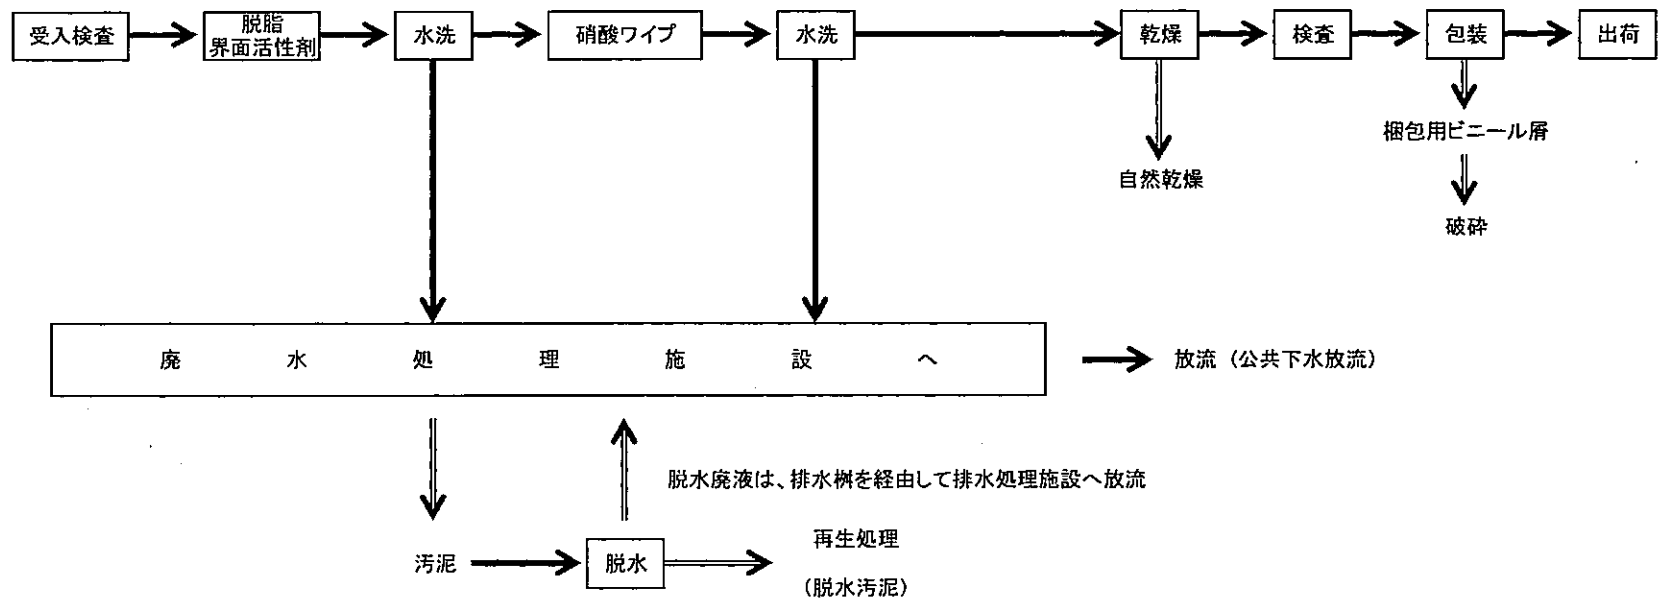 受入検査
脱脂
界面活性剤
水洗
硝酸ワイプ
水洗
乾燥
検査
包装
出荷
自然乾燥
梱包用ビニール屑
破砕
廃水処理施設へ
放流（公共下水放流）
脱水廃液は、排水桝を経由して排水処理施設へ放流
汚泥
脱水
再生処理
（脱水汚泥）